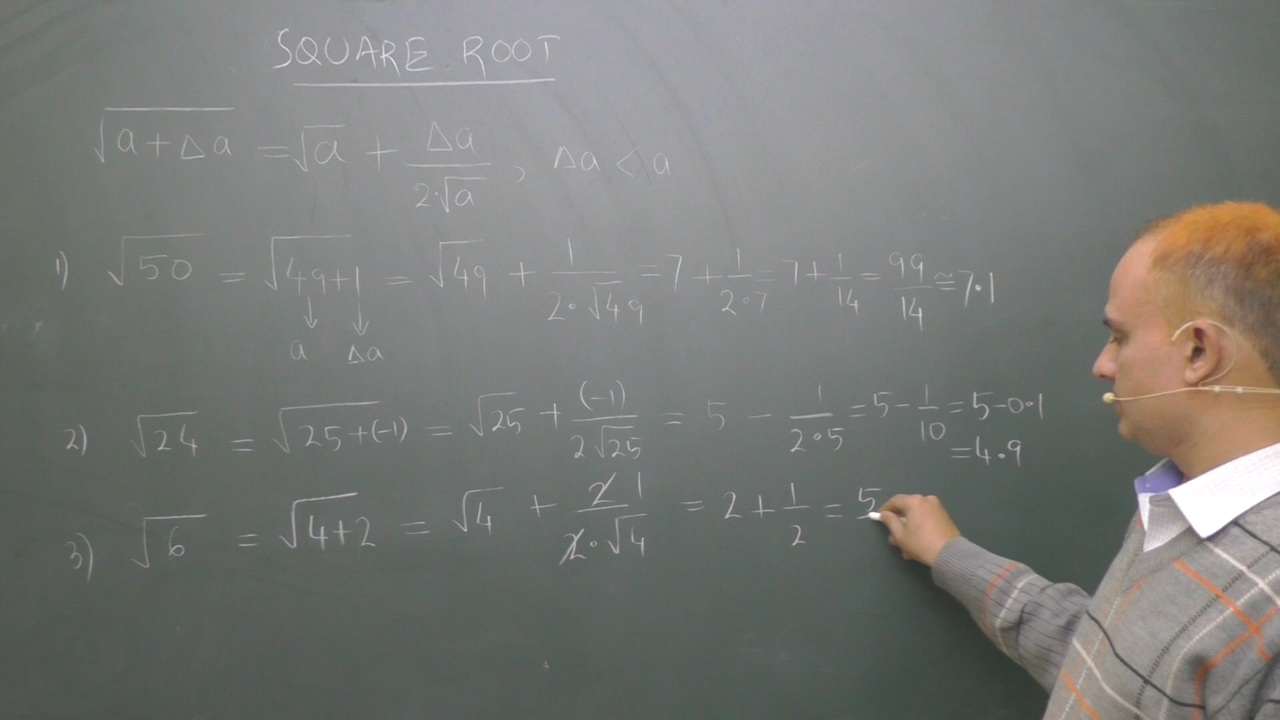 SQUARE ROOT
√(a+Δa) = √a + Δa/(2·√a), Δa < a
1) √50 = √(49+1) = √49 + 1/(2·√49) = 7 + 1/(2·7) = 7 + 1/14 = 99/14 ≅ 7·1
a Δa
2) √24 = √(25+(-1)) = √25 + (-1)/(2√25) = 5 - 1/(2·5) = 5 - 1/10 = 5-0·1
=4·9
3) √6 = √(4+2) = √4 + 2 1/(2·√4) = 2 + 1/2 = 5